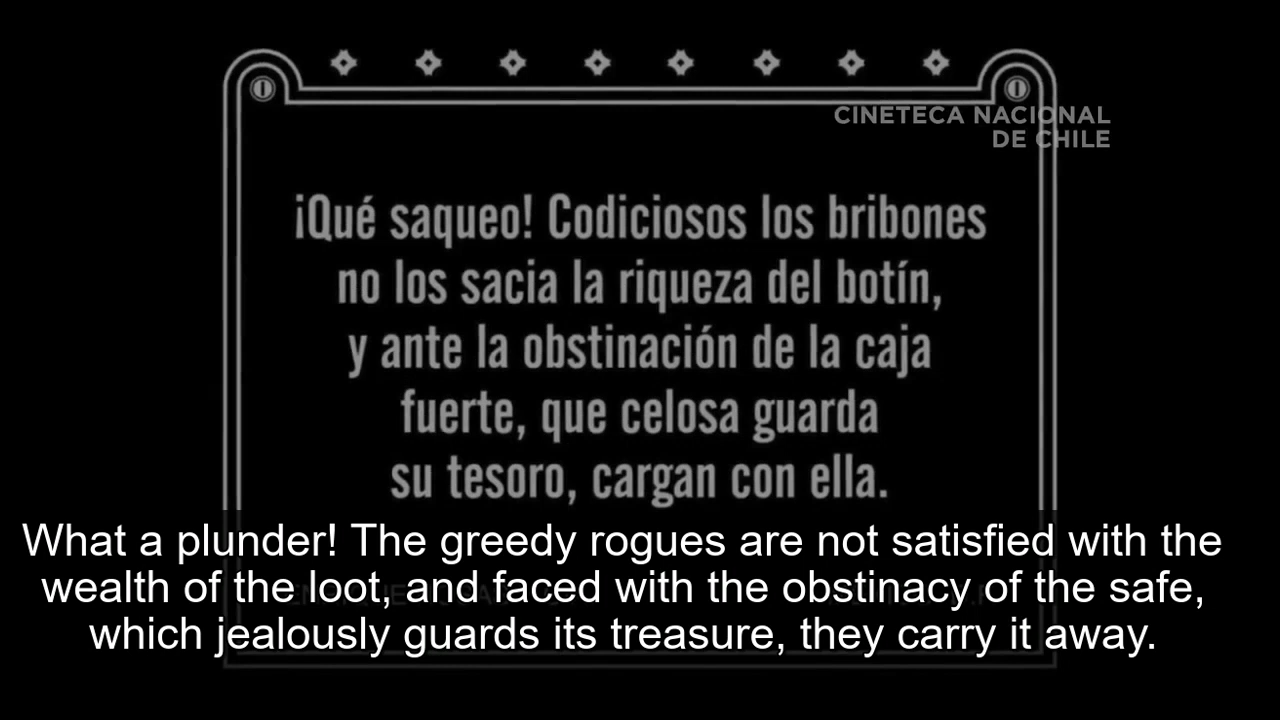 CINETECA NACIONAL
DE CHILE
¡Qué saqueo! Codiciosos los bribones
no los sacia la riqueza del botín,
y ante la obstinación de la caja
fuerte, que celosa guarda
su tesoro, cargan con ella.
What a plunder! The greedy rogues are not satisfied with the
wealth of the loot, and faced with the obstinacy of the safe,
which jealously guards its treasure, they carry it away.